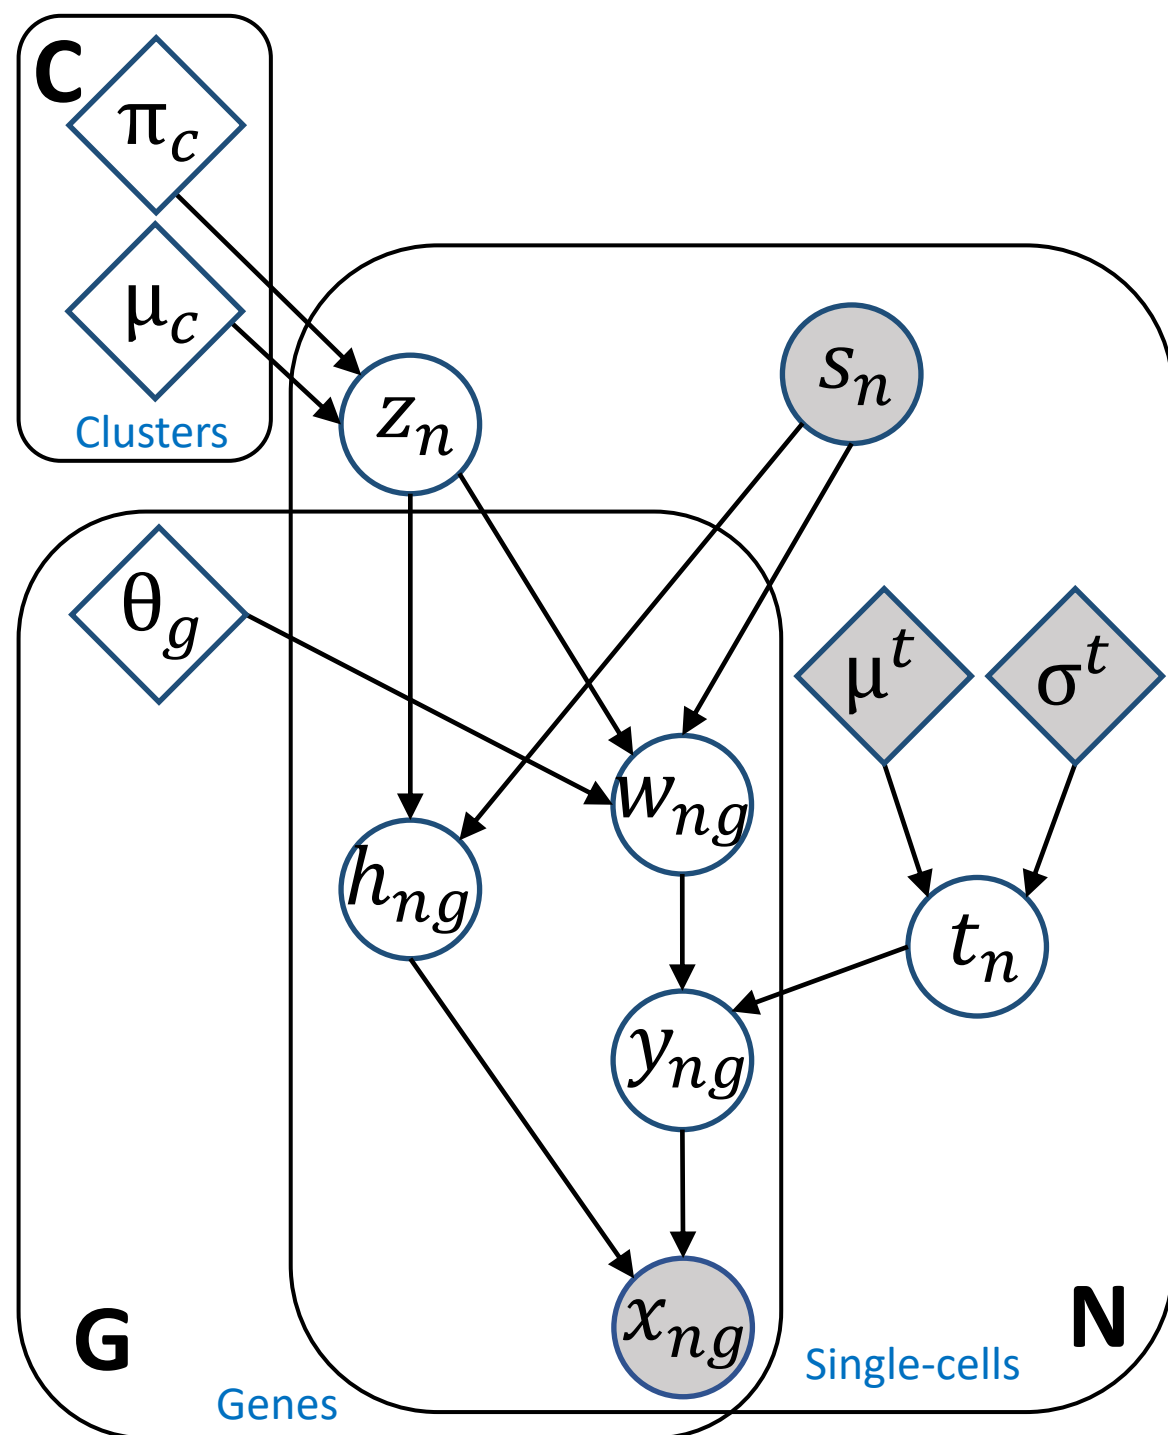 C
π_c
μ_c
Clusters
z_n
s_n
θ_g
μ^t
σ^t
w_ng
h_ng
t_n
y_ng
x_ng
G
N
Single-cells
Genes